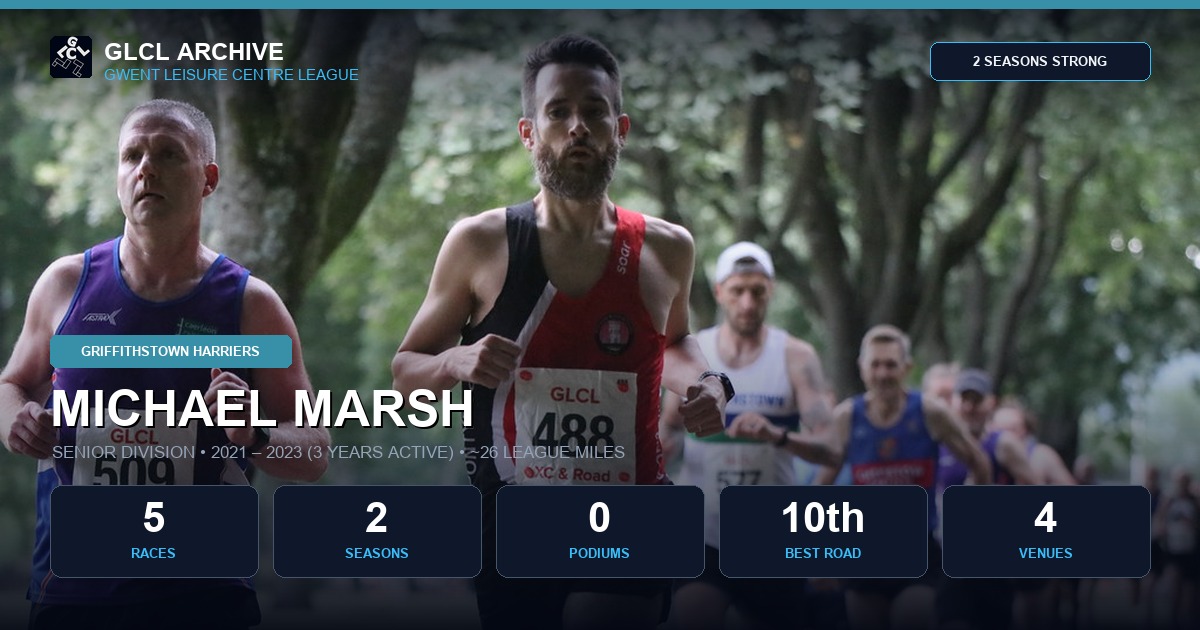 GLCL ARCHIVE
GWENT LEISURE CENTRE LEAGUE
2 SEASONS STRONG
soar
FASTRAX
GRIFFITHSTOWN HARRIERS
MICHAEL MARSH
SENIOR DIVISION • 2021 – 2023 (3 YEARS ACTIVE) • ~26 LEAGUE MILES
GLCL
509
GLCL
488
XC & Road
577
5
RACES
2
SEASONS
0
PODIUMS
10th
BEST ROAD
4
VENUES